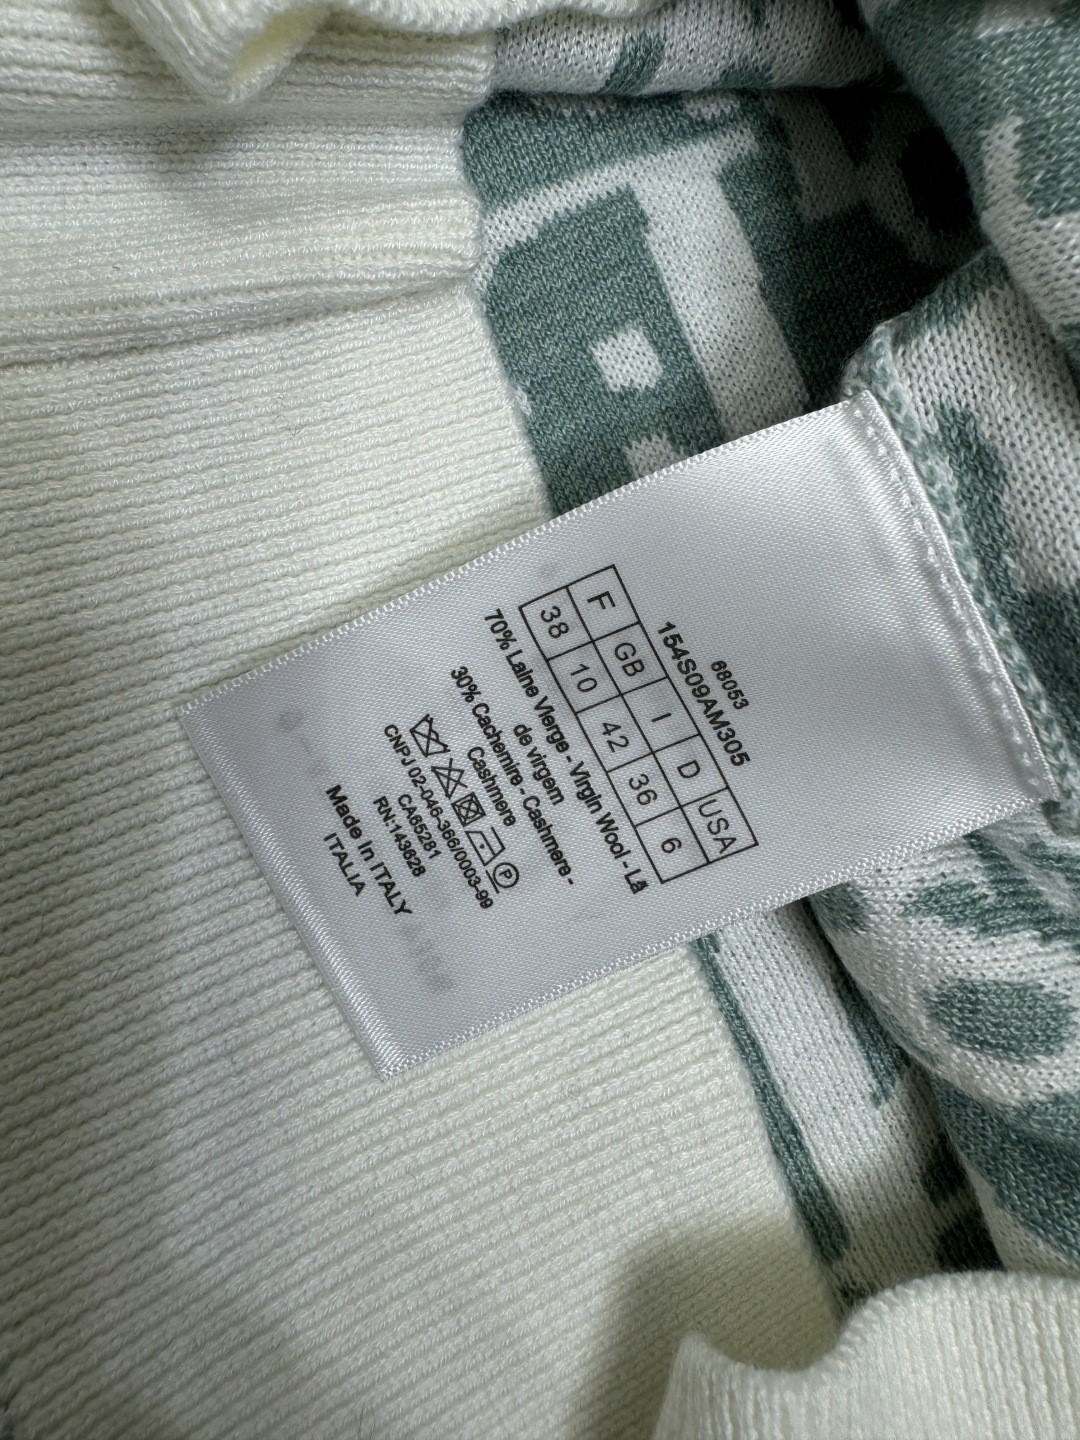 68053
154S09AM305
F GB I D USA
38 10 42 36 6
70% Laine Vierge - Virgin Wool - Lã
de virgem
30% Cachemire - Cashmere -
Cashmere
P
CNPJ 02-046-366/0003-99
CA65281
RN:143628
Made In ITALY
ITALIA